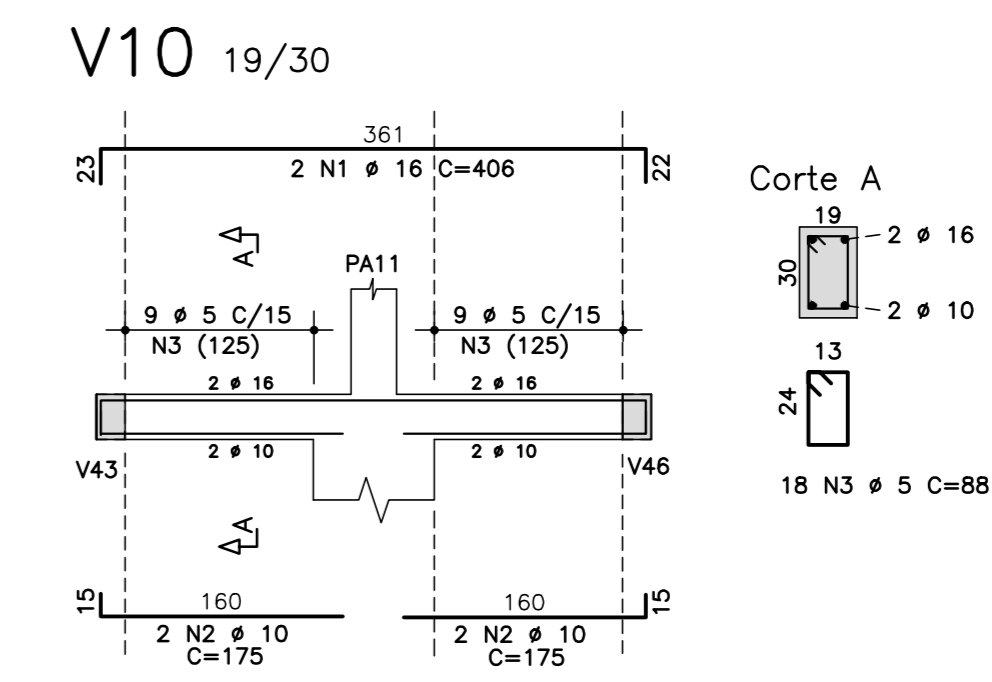 V10 19/30
361
23
2 N1 ø 16 C=406
22
A
PA11
9 ø 5 C/15
N3 (125)
9 ø 5 C/15
N3 (125)
2 ø 16
2 ø 16
2 ø 10
2 ø 10
V43
V46
A
15
160
2 N2 ø 10
C=175
160
15
2 N2 ø 10
C=175
Corte A
19
30
2 ø 16
2 ø 10
13
24
18 N3 ø 5 C=88